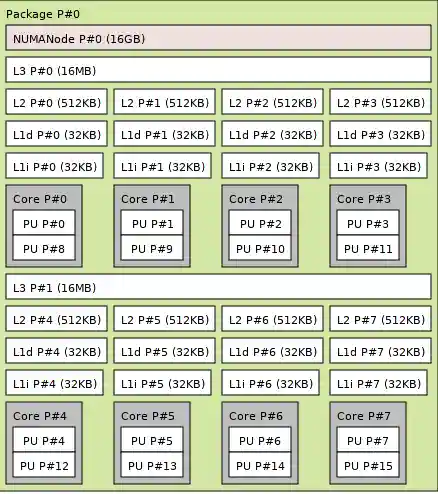 Package P#0
NUMANode P#0 (16GB)
L3 P#0 (16MB)
L2 P#0 (512KB) L2 P#1 (512KB) L2 P#2 (512KB) L2 P#3 (512KB)
L1d P#0 (32KB) L1d P#1 (32KB) L1d P#2 (32KB) L1d P#3 (32KB)
L1i P#0 (32KB) L1i P#1 (32KB) L1i P#2 (32KB) L1i P#3 (32KB)
Core P#0 Core P#1 Core P#2 Core P#3
PU P#0 PU P#1 PU P#2 PU P#3
PU P#8 PU P#9 PU P#10 PU P#11
L3 P#1 (16MB)
L2 P#4 (512KB) L2 P#5 (512KB) L2 P#6 (512KB) L2 P#7 (512KB)
L1d P#4 (32KB) L1d P#5 (32KB) L1d P#6 (32KB) L1d P#7 (32KB)
L1i P#4 (32KB) L1i P#5 (32KB) L1i P#6 (32KB) L1i P#7 (32KB)
Core P#4 Core P#5 Core P#6 Core P#7
PU P#4 PU P#5 PU P#6 PU P#7
PU P#12 PU P#13 PU P#14 PU P#15